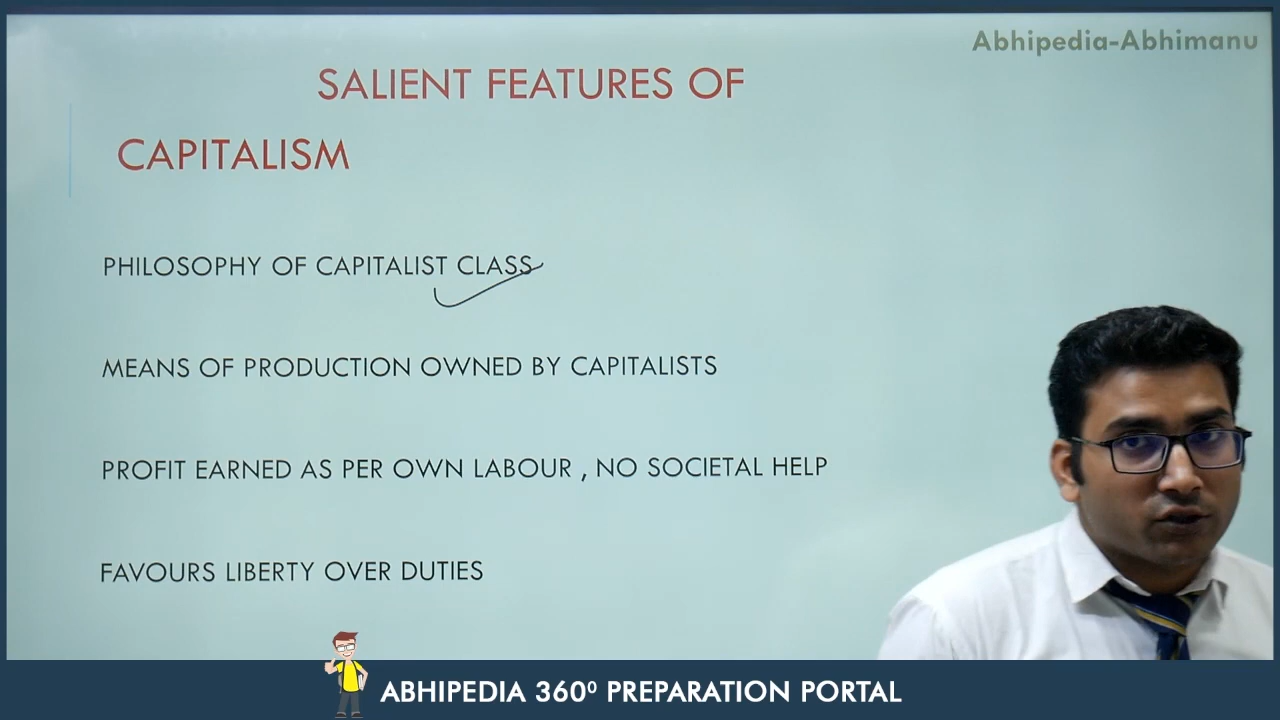 Abhipedia-Abhimanu
SALIENT FEATURES OF
CAPITALISM
PHILOSOPHY OF CAPITALIST CLASS
MEANS OF PRODUCTION OWNED BY CAPITALISTS
PROFIT EARNED AS PER OWN LABOUR , NO SOCIETAL HELP
FAVOURS LIBERTY OVER DUTIES
ABHIPEDIA 360⁰ PREPARATION PORTAL